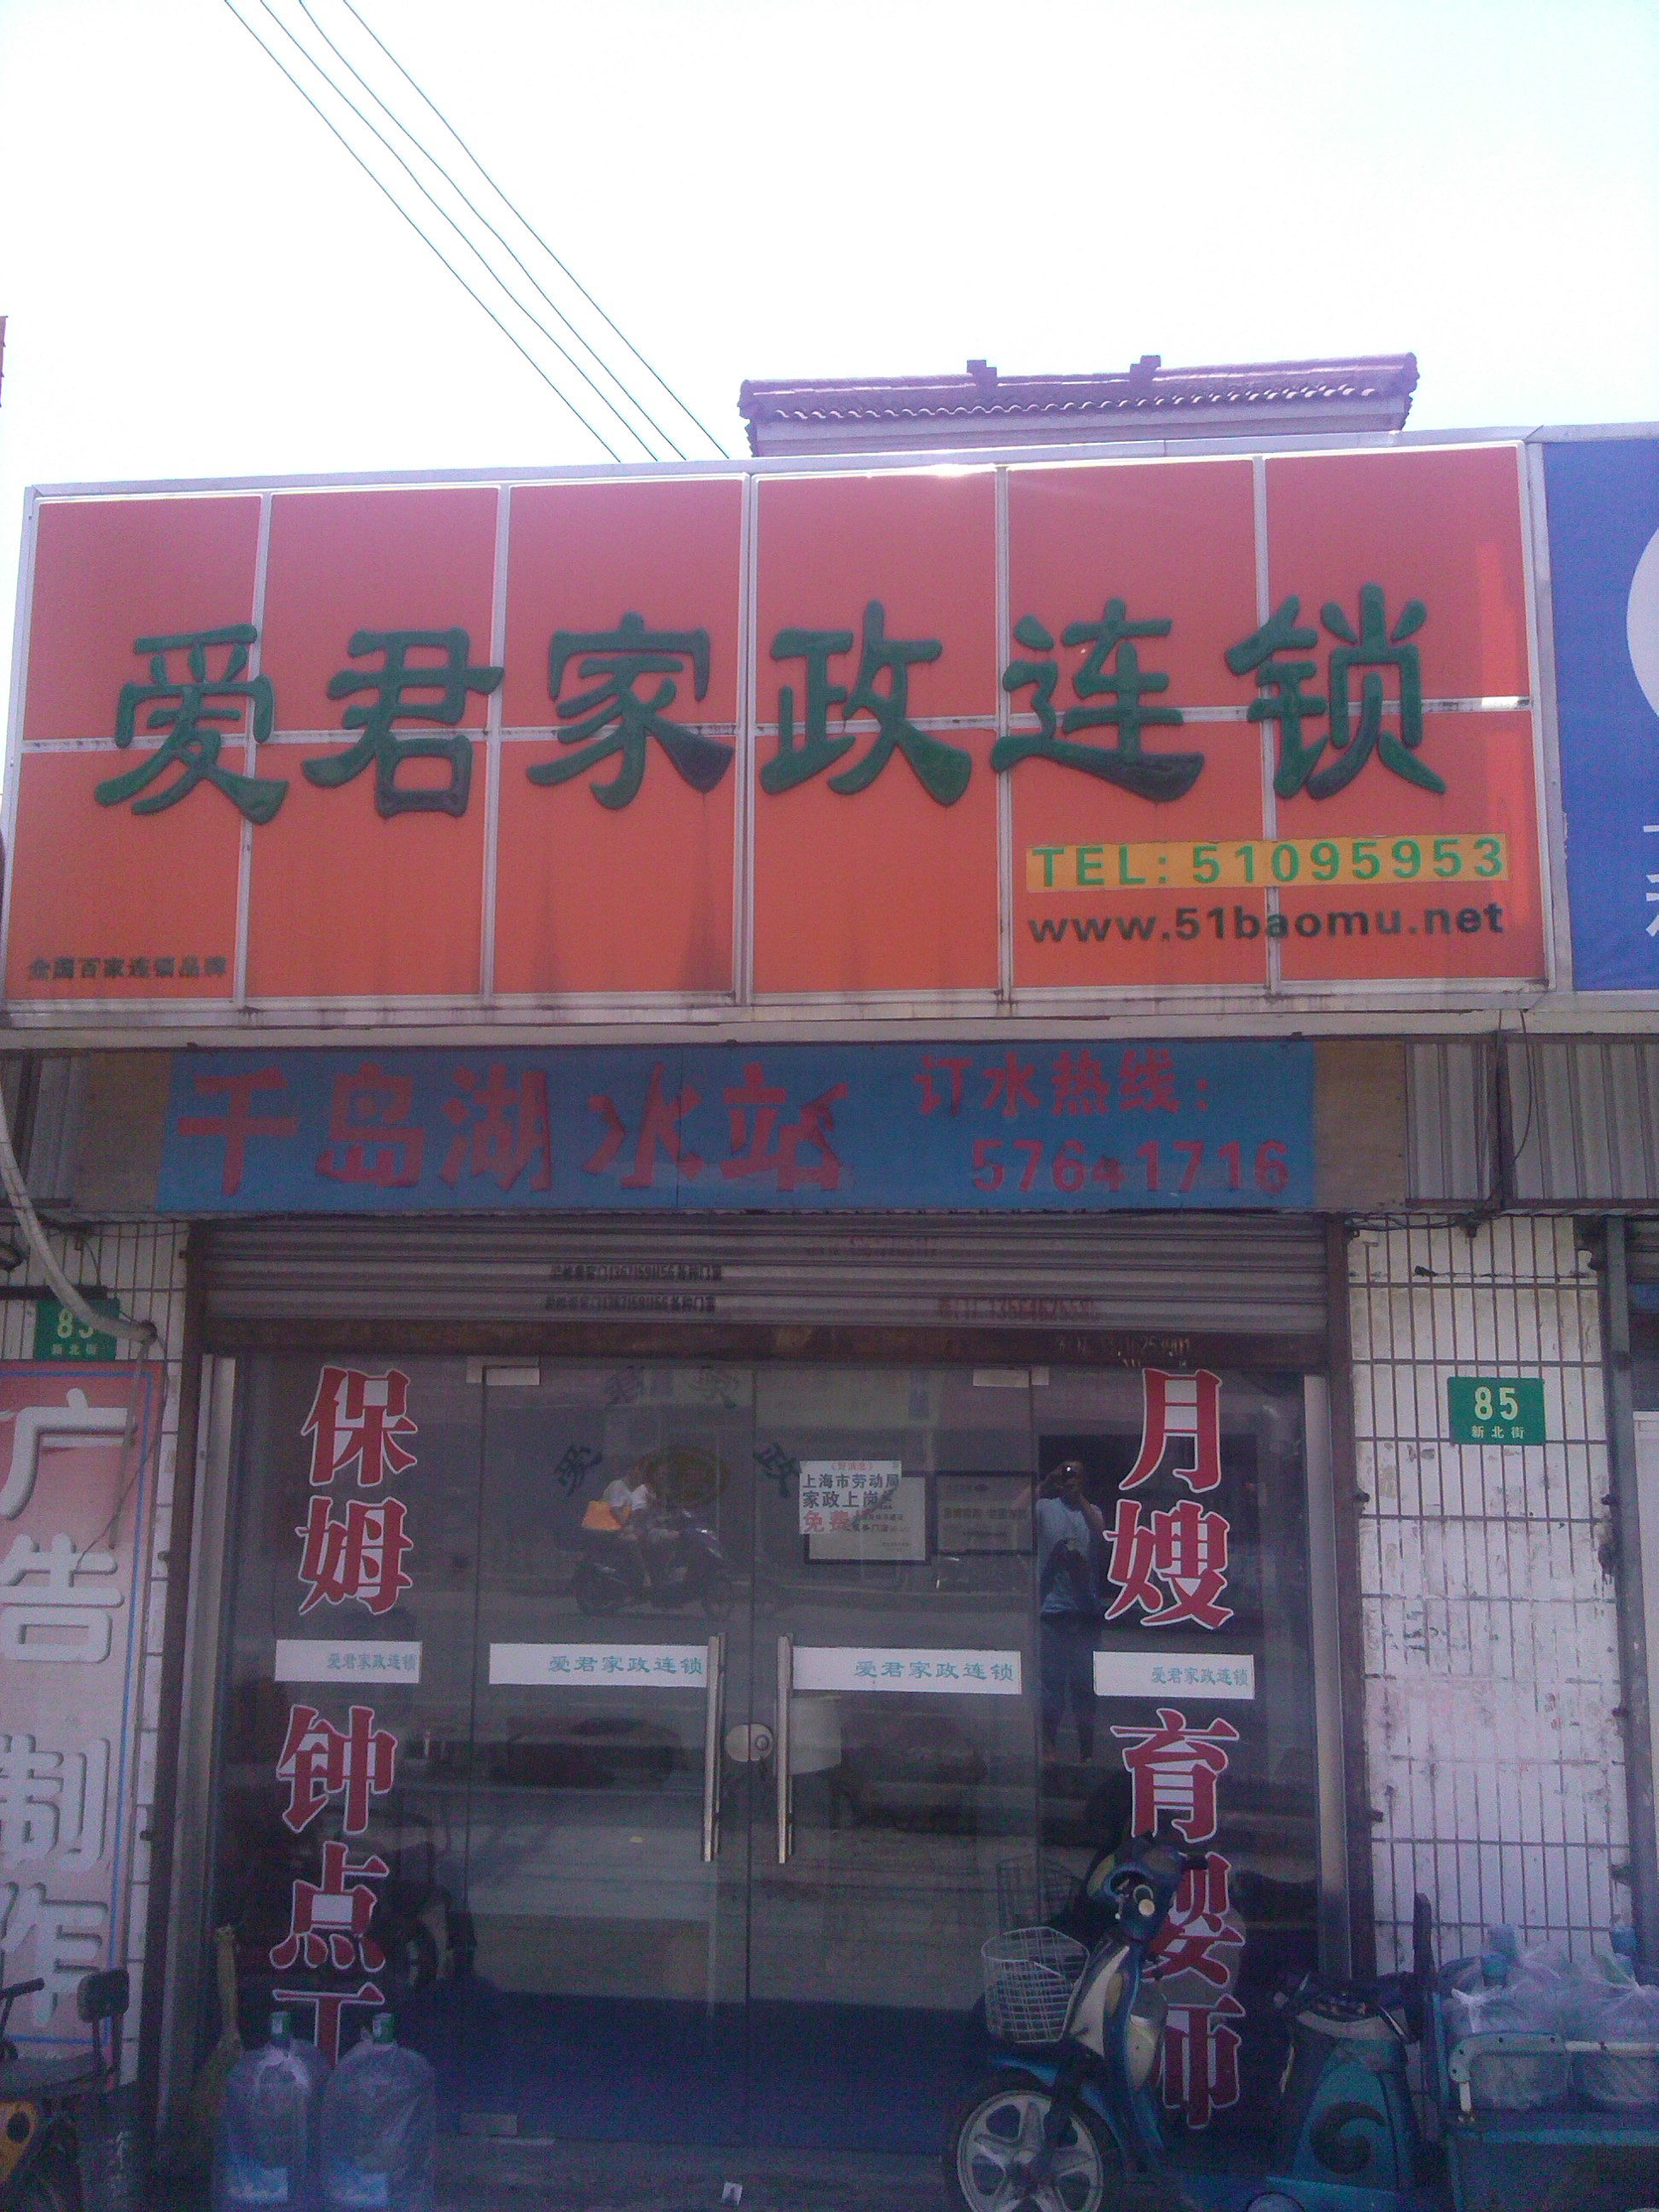 爱君家政连锁
TEL: 51095953
www.51baomu.net
全国百家连锁品牌
千岛湖水站
订水热线:
57641716
83
新北街
85
新北街
广告制作
保姆
钟点工
月嫂
育婴师
爱君家政连锁
爱君家政连锁
爱君家政连锁
爱君家政连锁
上海市劳动局
家政上岗
免费